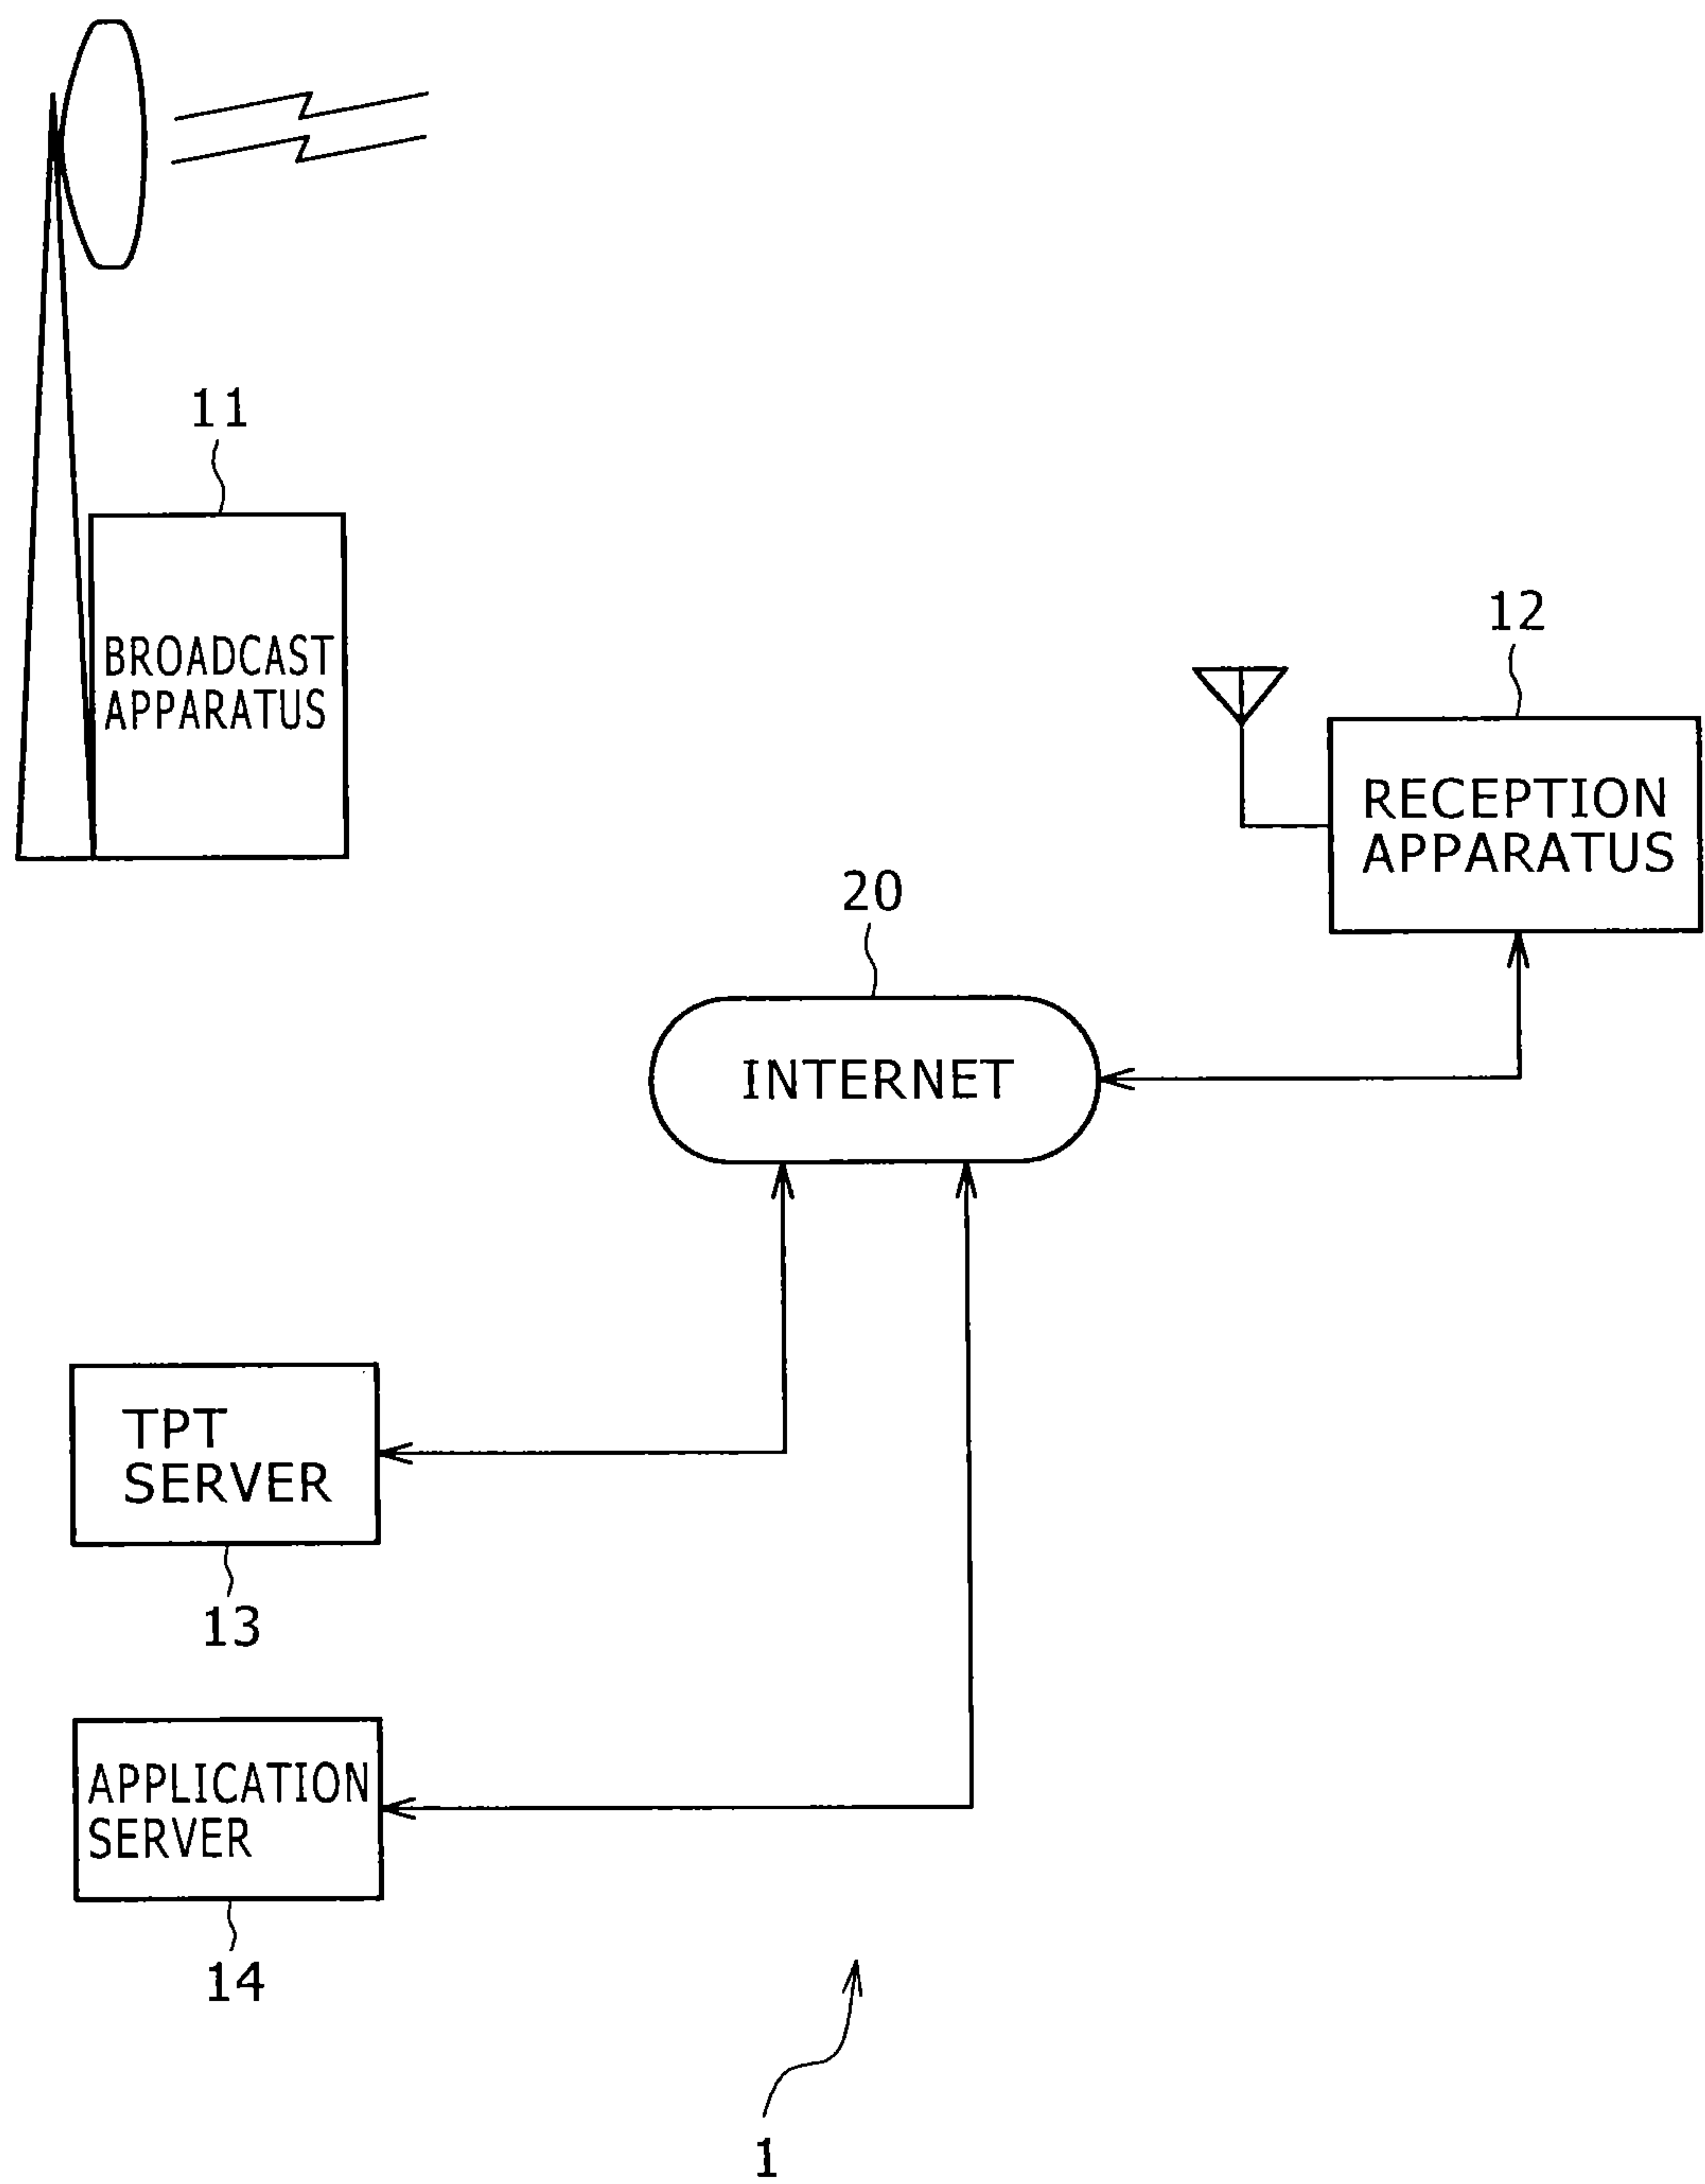 11
BROADCAST
APPARATUS
12
RECEPTION
APPARATUS
20
INTERNET
TPT
SERVER
13
APPLICATION
SERVER
14
1